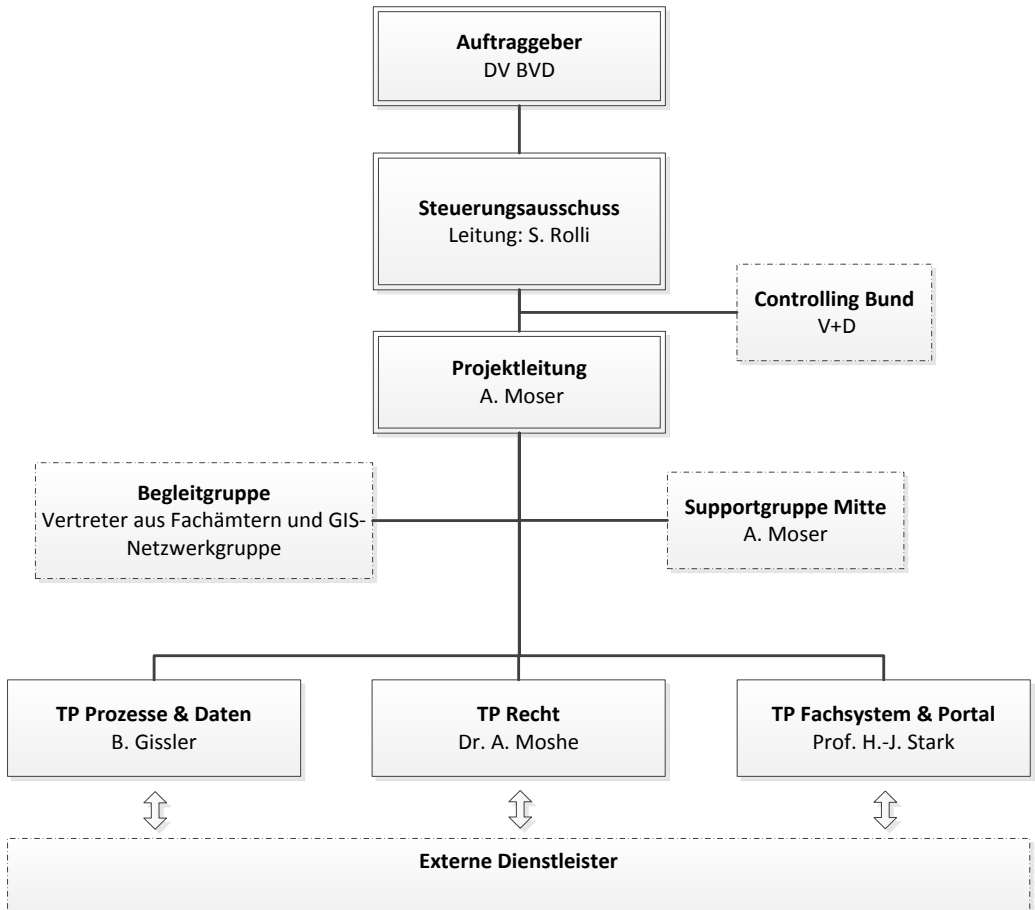 Auftraggeber
DV BVD
Steuerungsausschuss
Leitung: S. Rolli
Controlling Bund
V+D
Projektleitung
A. Moser
Begleitgruppe
Vertreter aus Fachämtern und GIS-
Netzwerkgruppe
Supportgruppe Mitte
A. Moser
TP Prozesse & Daten
B. Gissler
TP Recht
Dr. A. Moshe
TP Fachsystem & Portal
Prof. H.-J. Stark
Externe Dienstleister